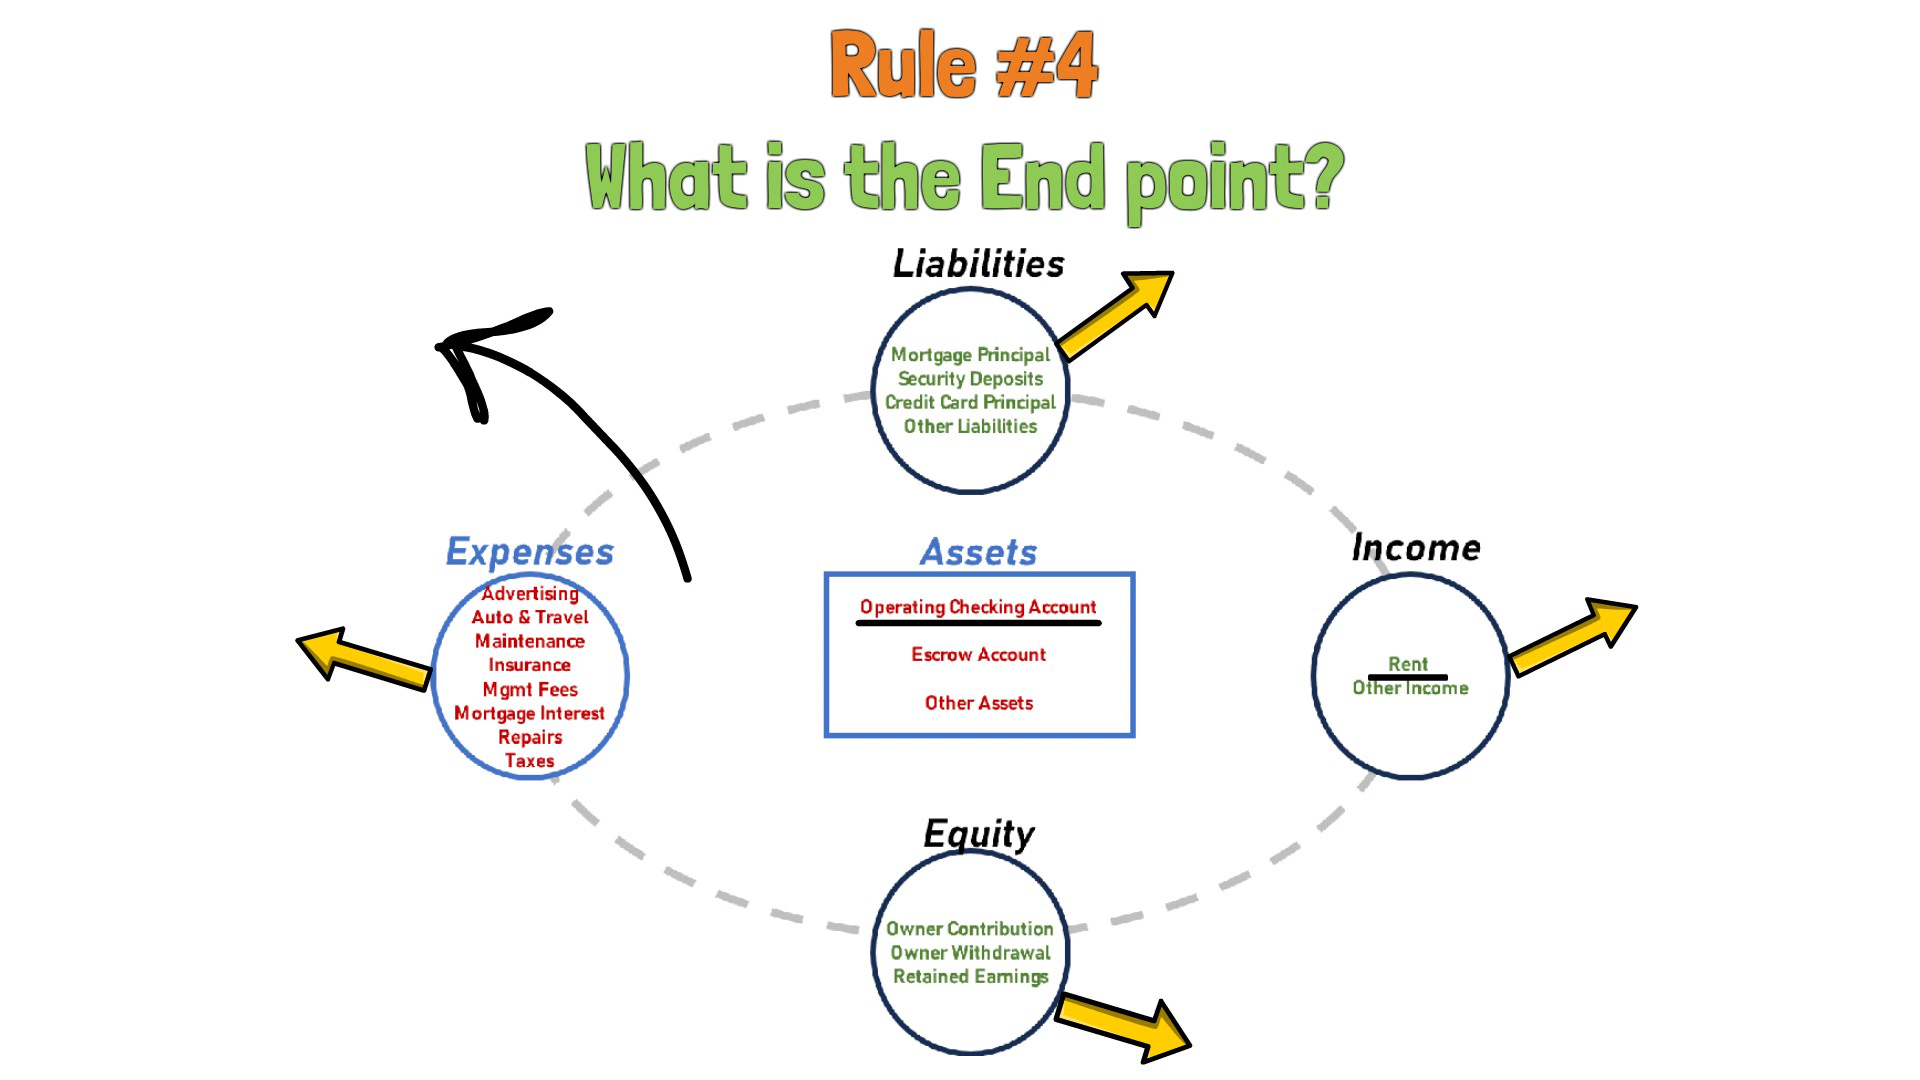 Rule #4
What is the End point?
Liabilities
Mortgage Principal
Security Deposits
Credit Card Principal
Other Liabilities
Expenses
Advertising
Auto & Travel
Maintenance
Insurance
Mgmt Fees
Mortgage Interest
Repairs
Taxes
Assets
Operating Checking Account
Escrow Account
Other Assets
Income
Rent
Other Income
Equity
Owner Contribution
Owner Withdrawal
Retained Earnings